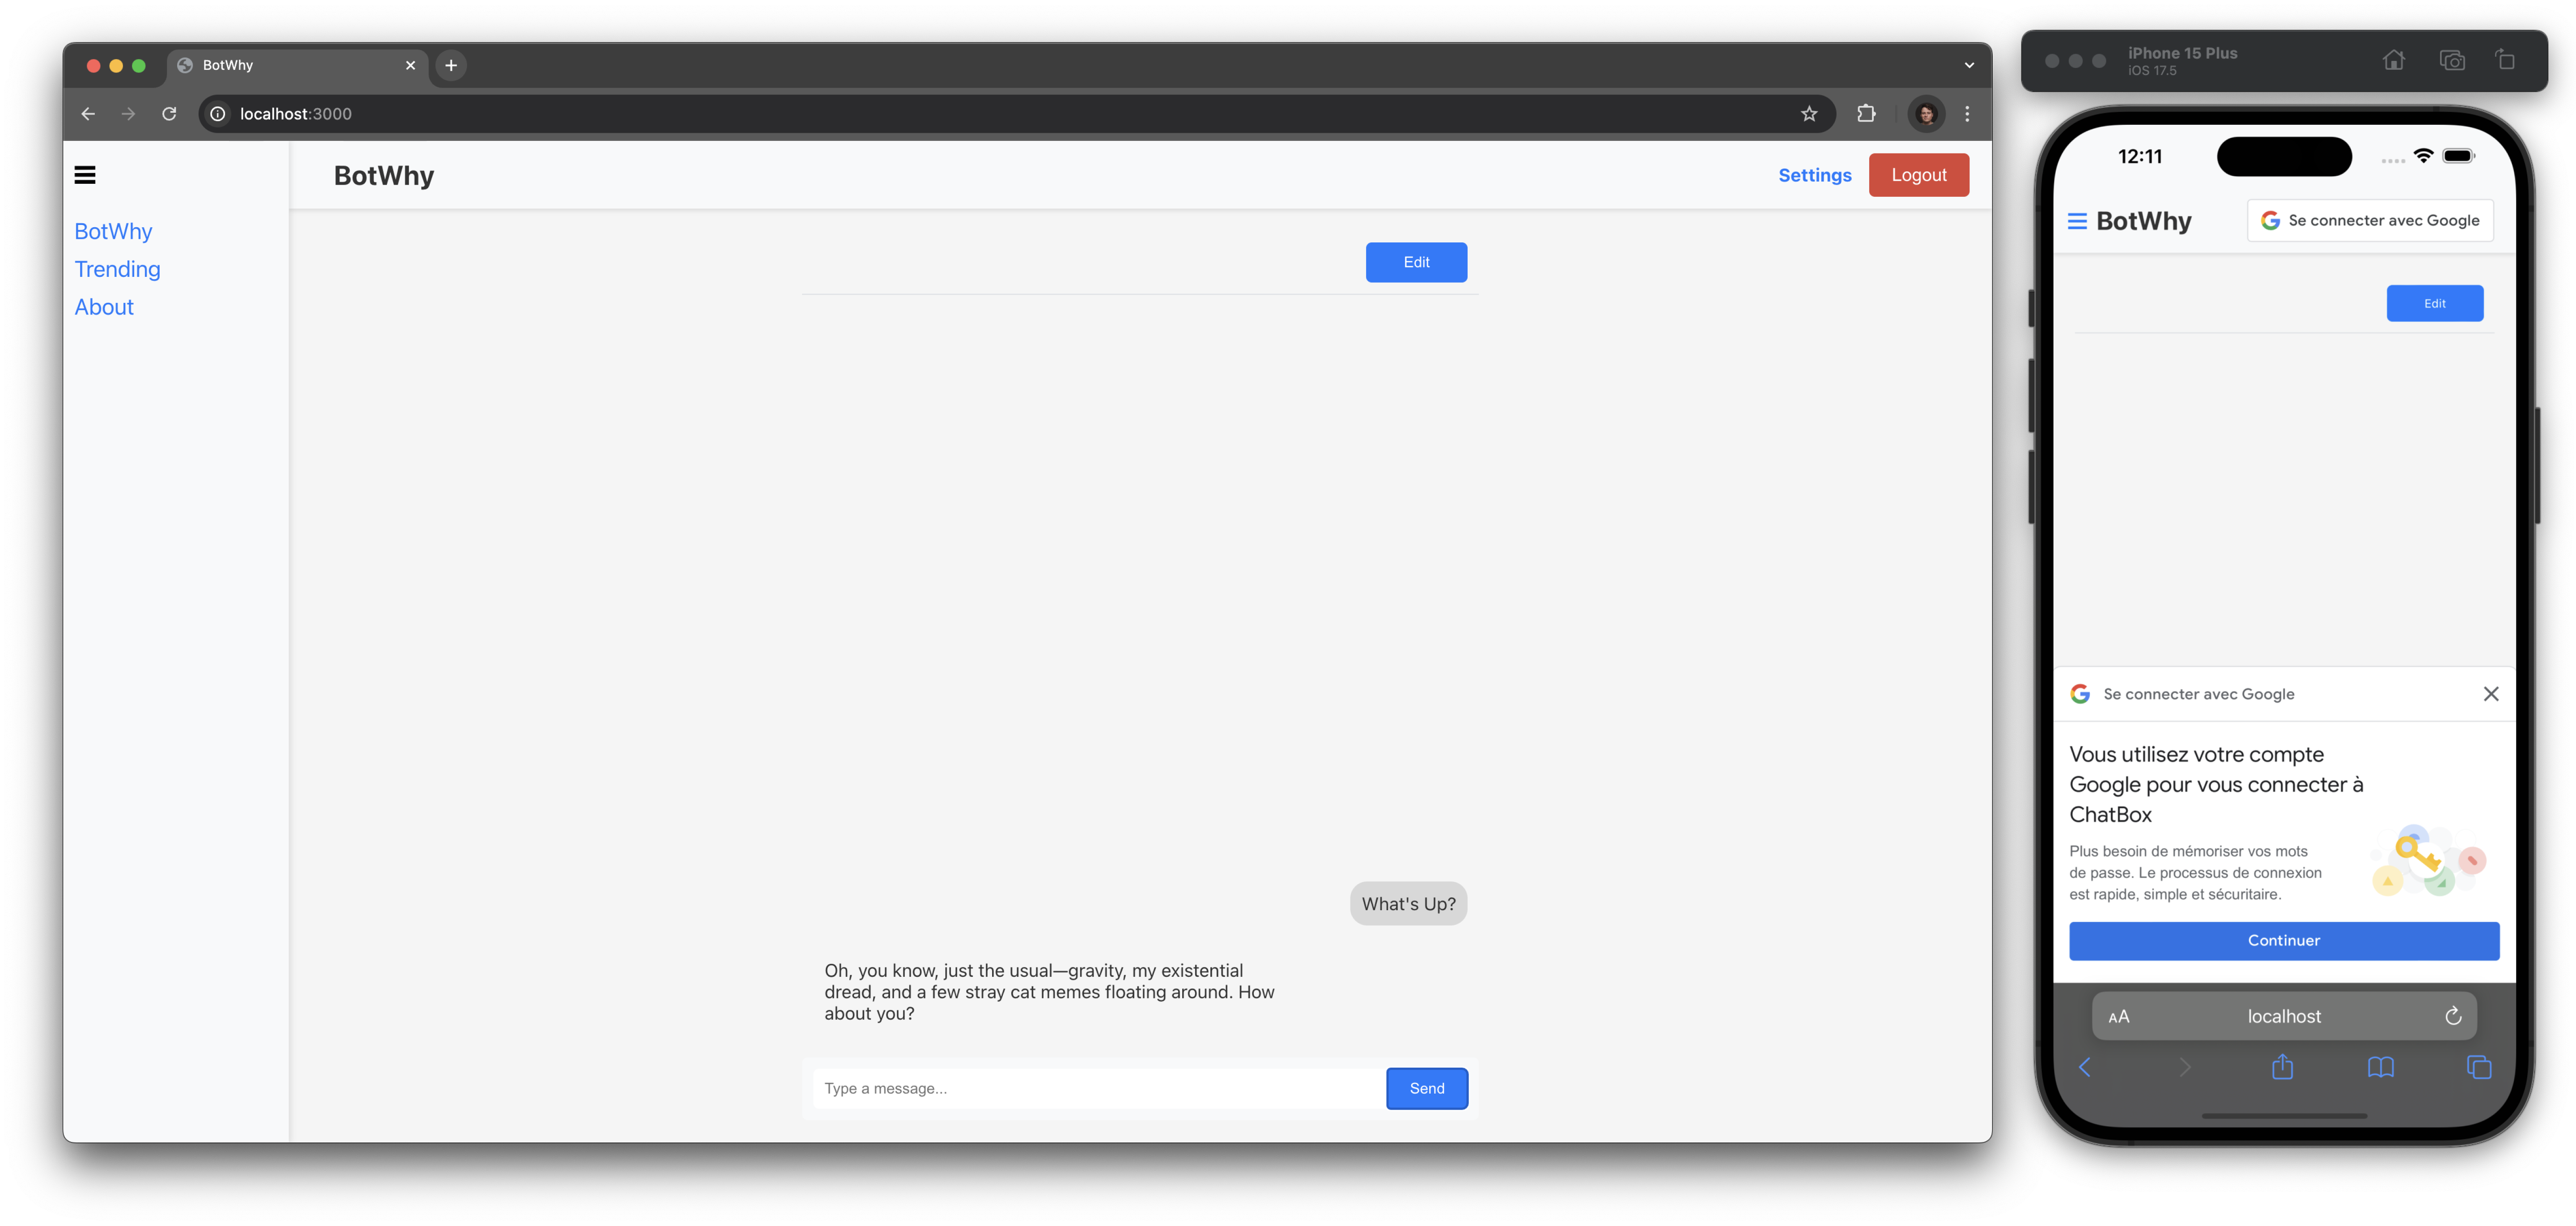 BotWhy
localhost:3000
BotWhy
Settings
Logout
BotWhy
Trending
About
Edit
What's Up?
Oh, you know, just the usual—gravity, my existential
dread, and a few stray cat memes floating around. How
about you?
Type a message...
Send
iPhone 15 Plus
iOS 17.5
12:11
BotWhy
Se connecter avec Google
Edit
Se connecter avec Google
Vous utilisez votre compte
Google pour vous connecter à
ChatBox
Plus besoin de mémoriser vos mots
de passe. Le processus de connexion
est rapide, simple et sécuritaire.
Continuer
AA
localhost